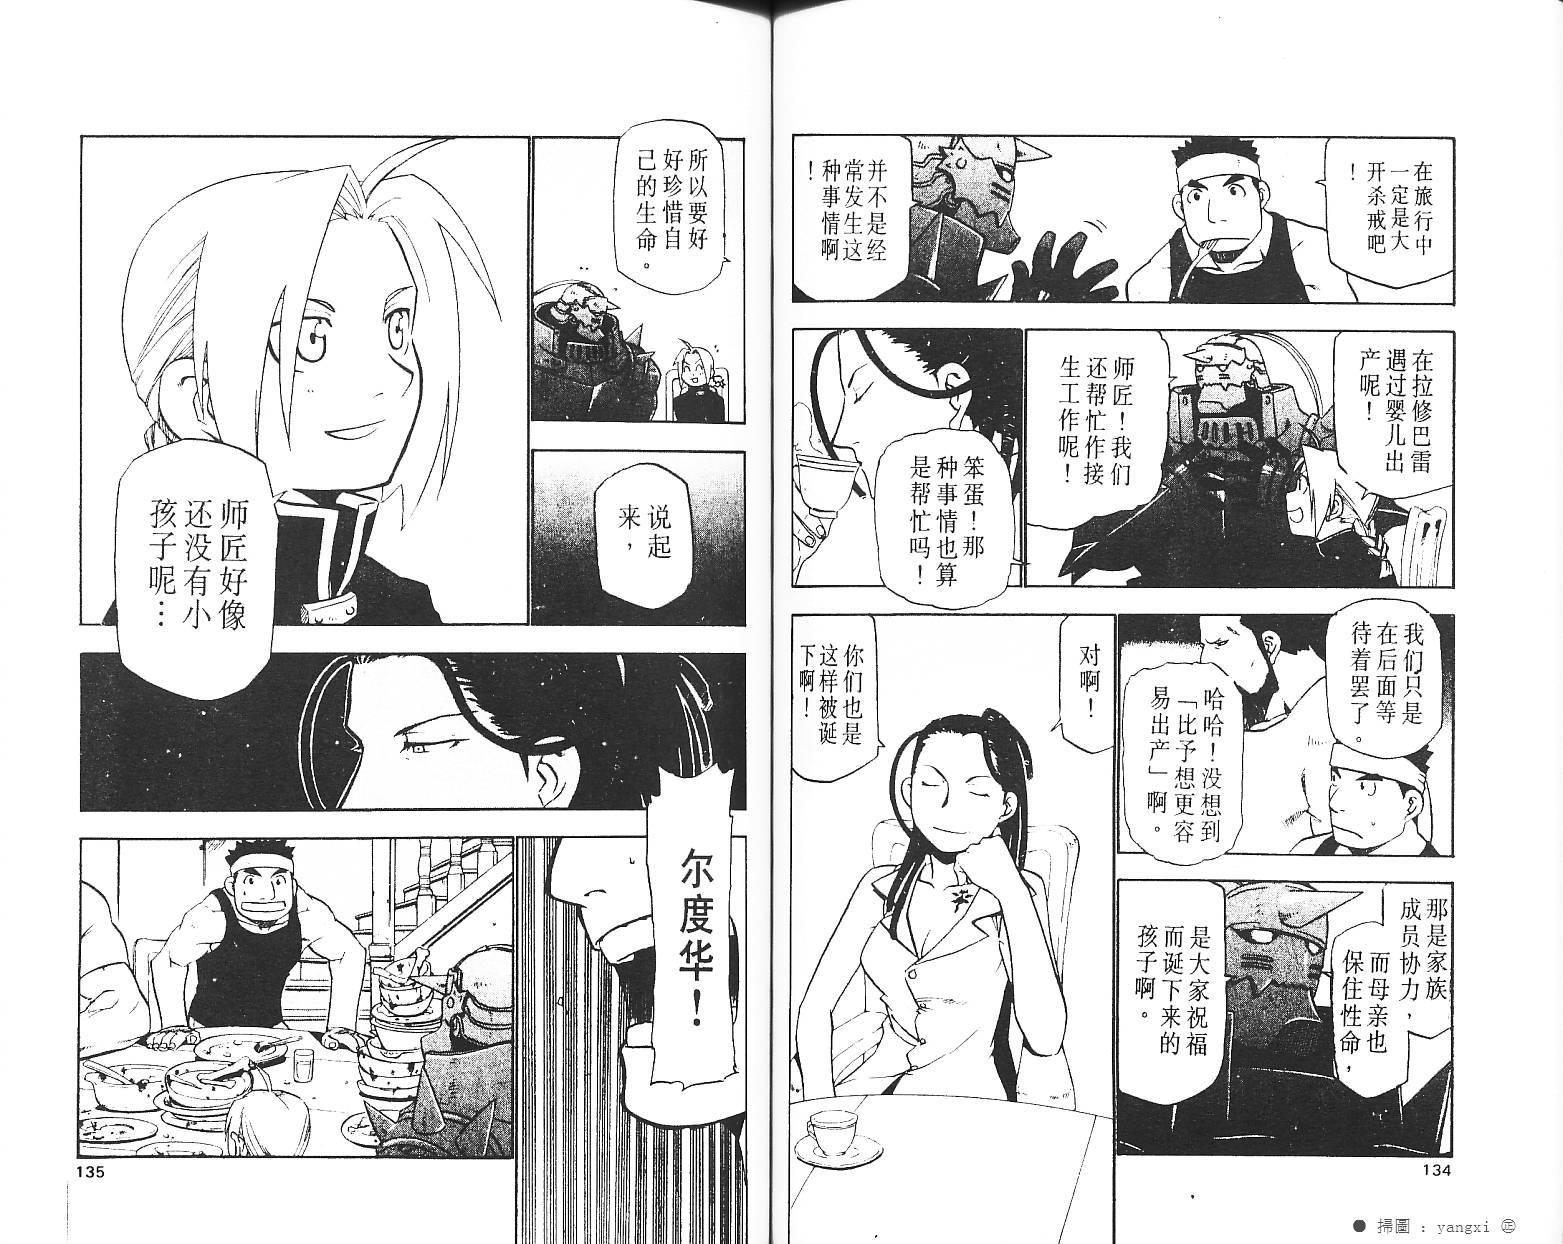 在旅行中
一定是大
开杀戒吧
！
并不是经
常发生这
种事情啊
！
在拉修巴雷
遇过婴儿出
产呢！
师匠！我们
还帮忙作接
生工作呢！
笨蛋！那
种事情也算
是帮忙吗！
我们只是
在后面等
待着罢了。
哈哈！没想到
「比予想更容
易出产」啊。
那是家族
成员协力，
而母亲也
保住性命，
是大家祝福
而诞下来的
孩子啊。
对啊！
你们也是
这样被诞
下啊！
134
所以要好
好珍惜自
己的生命。
说起
来，
师匠好像
还没有小
孩子呢…
尔度华！
135
● 掃圖 : yangxi ㊣